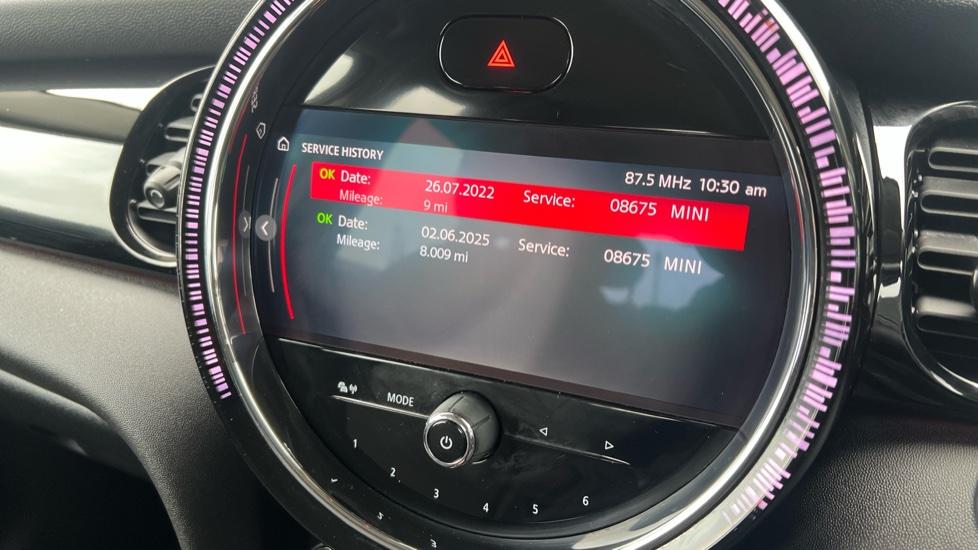 SERVICE HISTORY
87.5 MHz 10:30 am
OK Date: 26.07.2022 Service: 08675 MINI
Mileage: 9 mi
OK Date: 02.06.2025 Service: 08675 MINI
Mileage: 8.009 mi
MODE
1 2 3 4 5 6